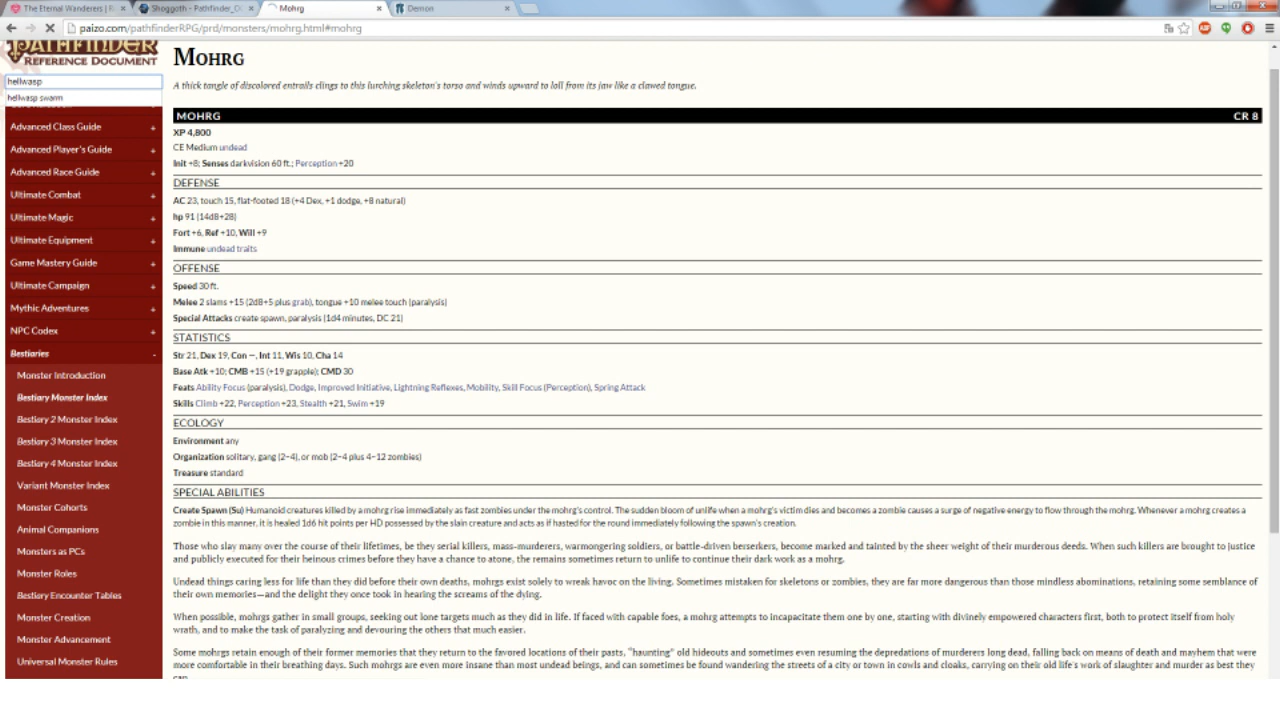 The Eternal Wanderers | R
Shoggoth - Pathfinder_O
Mohrg
Demon
paizo.com/pathfinderRPG/prd/monsters/mohrg.html#mohrg
PATHFINDER
REFERENCE DOCUMENT
hellwasp
hellwasp swarm
Advanced Class Guide +
Advanced Player's Guide +
Advanced Race Guide +
Ultimate Combat +
Ultimate Magic +
Ultimate Equipment +
Game Mastery Guide +
Ultimate Campaign +
Mythic Adventures +
NPC Codex +
Bestiaries -
Monster Introduction
Bestiary Monster Index
Bestiary 2 Monster Index
Bestiary 3 Monster Index
Bestiary 4 Monster Index
Variant Monster Index
Monster Cohorts
Animal Companions
Monsters as PCs
Monster Roles
Bestiary Encounter Tables
Monster Creation
Monster Advancement
Universal Monster Rules
MOHRG
A thick tangle of discolored entrails clings to this lurching skeleton's torso and winds upward to loll from its jaw like a clawed tongue.
MOHRG CR 8
XP 4,800
CE Medium undead
Init +8; Senses darkvision 60 ft.; Perception +20
DEFENSE
AC 23, touch 15, flat-footed 18 (+4 Dex, +1 dodge, +8 natural)
hp 91 (14d8+28)
Fort +6, Ref +10, Will +9
Immune undead traits
OFFENSE
Speed 30 ft.
Melee 2 slams +15 (2d8+5 plus grab), tongue +10 melee touch (paralysis)
Special Attacks create spawn, paralysis (1d4 minutes, DC 21)
STATISTICS
Str 21, Dex 19, Con —, Int 11, Wis 10, Cha 14
Base Atk +10; CMB +15 (+19 grapple); CMD 30
Feats Ability Focus (paralysis), Dodge, Improved Initiative, Lightning Reflexes, Mobility, Skill Focus (Perception), Spring Attack
Skills Climb +22, Perception +23, Stealth +21, Swim +19
ECOLOGY
Environment any
Organization solitary, gang (2–4), or mob (2–4 plus 4–12 zombies)
Treasure standard
SPECIAL ABILITIES
Create Spawn (Su) Humanoid creatures killed by a mohrg rise immediately as fast zombies under the mohrg's control. The sudden bloom of unlife when a mohrg's victim dies and becomes a zombie causes a surge of negative energy to flow through the mohrg. Whenever a mohrg creates a
zombie in this manner, it is healed 1d6 hit points per HD possessed by the slain creature and acts as if hasted for the round immediately following the spawn's creation.
Those who slay many over the course of their lifetimes, be they serial killers, mass-murderers, warmongering soldiers, or battle-driven berserkers, become marked and tainted by the sheer weight of their murderous deeds. When such killers are brought to justice
and publicly executed for their heinous crimes before they have a chance to atone, the remains sometimes return to unlife to continue their dark work as a mohrg.
Undead things caring less for life than they did before their own deaths, mohrgs exist solely to wreak havoc on the living. Sometimes mistaken for skeletons or zombies, they are far more dangerous than those mindless abominations, retaining some semblance of
their own memories—and the delight they once took in hearing the screams of the dying.
When possible, mohrgs gather in small groups, seeking out lone targets much as they did in life. If faced with capable foes, a mohrg attempts to incapacitate them one by one, starting with divinely empowered characters first, both to protect itself from holy
wrath, and to make the task of paralyzing and devouring the others that much easier.
Some mohrgs retain enough of their former memories that they return to the favored locations of their pasts, "haunting" old hideouts and sometimes even resuming the depredations of murderers long dead, falling back on means of death and mayhem that were
more comfortable in their breathing days. Such mohrgs are even more insane than most undead beings, and can sometimes be found wandering the streets of a city or town in cowls and cloaks, carrying on their old life's work of slaughter and murder as best they